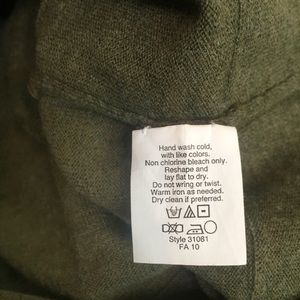 Hand wash cold,
with like colors.
Non chlorine bleach only.
Reshape and
lay flat to dry.
Do not wring or twist.
Warm iron as needed.
Dry clean if preferred.
Style 31081
FA 10